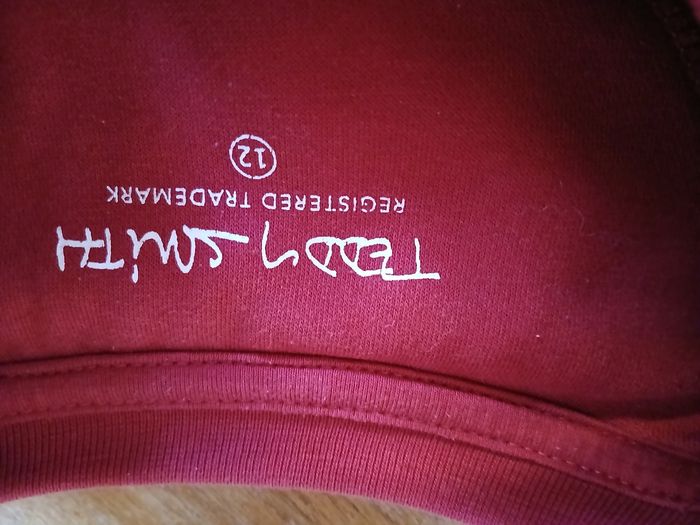 TEDDY SMITH
REGISTERED TRADEMARK
12